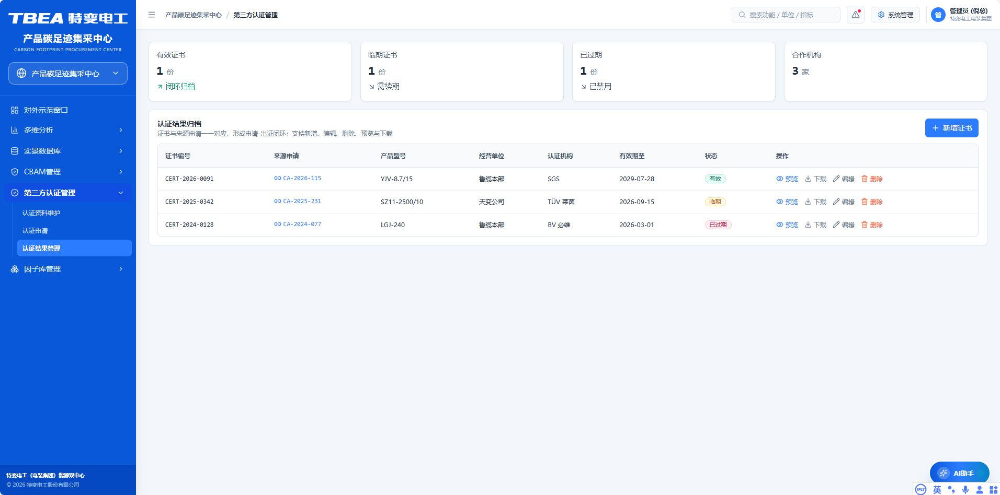 TBEA 特变电工
产品碳足迹集采中心
CARBON FOOTPRINT PROCUREMENT CENTER
产品碳足迹集采中心
对外示范窗口
多维分析
实景数据库
CBAM管理
第三方认证管理
认证资料维护
认证申请
认证结果管理
因子库管理
特变电工（电装集团）能源双中心
© 2026 特变电工股份有限公司
产品碳足迹集采中心 / 第三方认证管理
搜索功能 / 单位 / 指标
系统管理
管
管理员 (倪总)
特变电工电装集团
有效证书
1 份
闭环归档
临期证书
1 份
需续期
已过期
1 份
已禁用
合作机构
3 家
认证结果归档
证书与来源申请一一对应，形成申请-出证闭环；支持新增、编辑、删除、预览与下载
新增证书
证书编号 来源申请 产品型号 经营单位 认证机构 有效期至 状态 操作
CERT-2026-0091 CA-2026-115 YJV-8.7/15 鲁缆本部 SGS 2029-07-28 有效 预览 下载 编辑 删除
CERT-2025-0342 CA-2025-231 SZ11-2500/10 天变公司 TÜV 莱茵 2026-09-15 临期 预览 下载 编辑 删除
CERT-2024-0128 CA-2024-077 LGJ-240 鲁缆本部 BV 必维 2026-03-01 已过期 预览 下载 编辑 删除
AI助手
iFLY 英